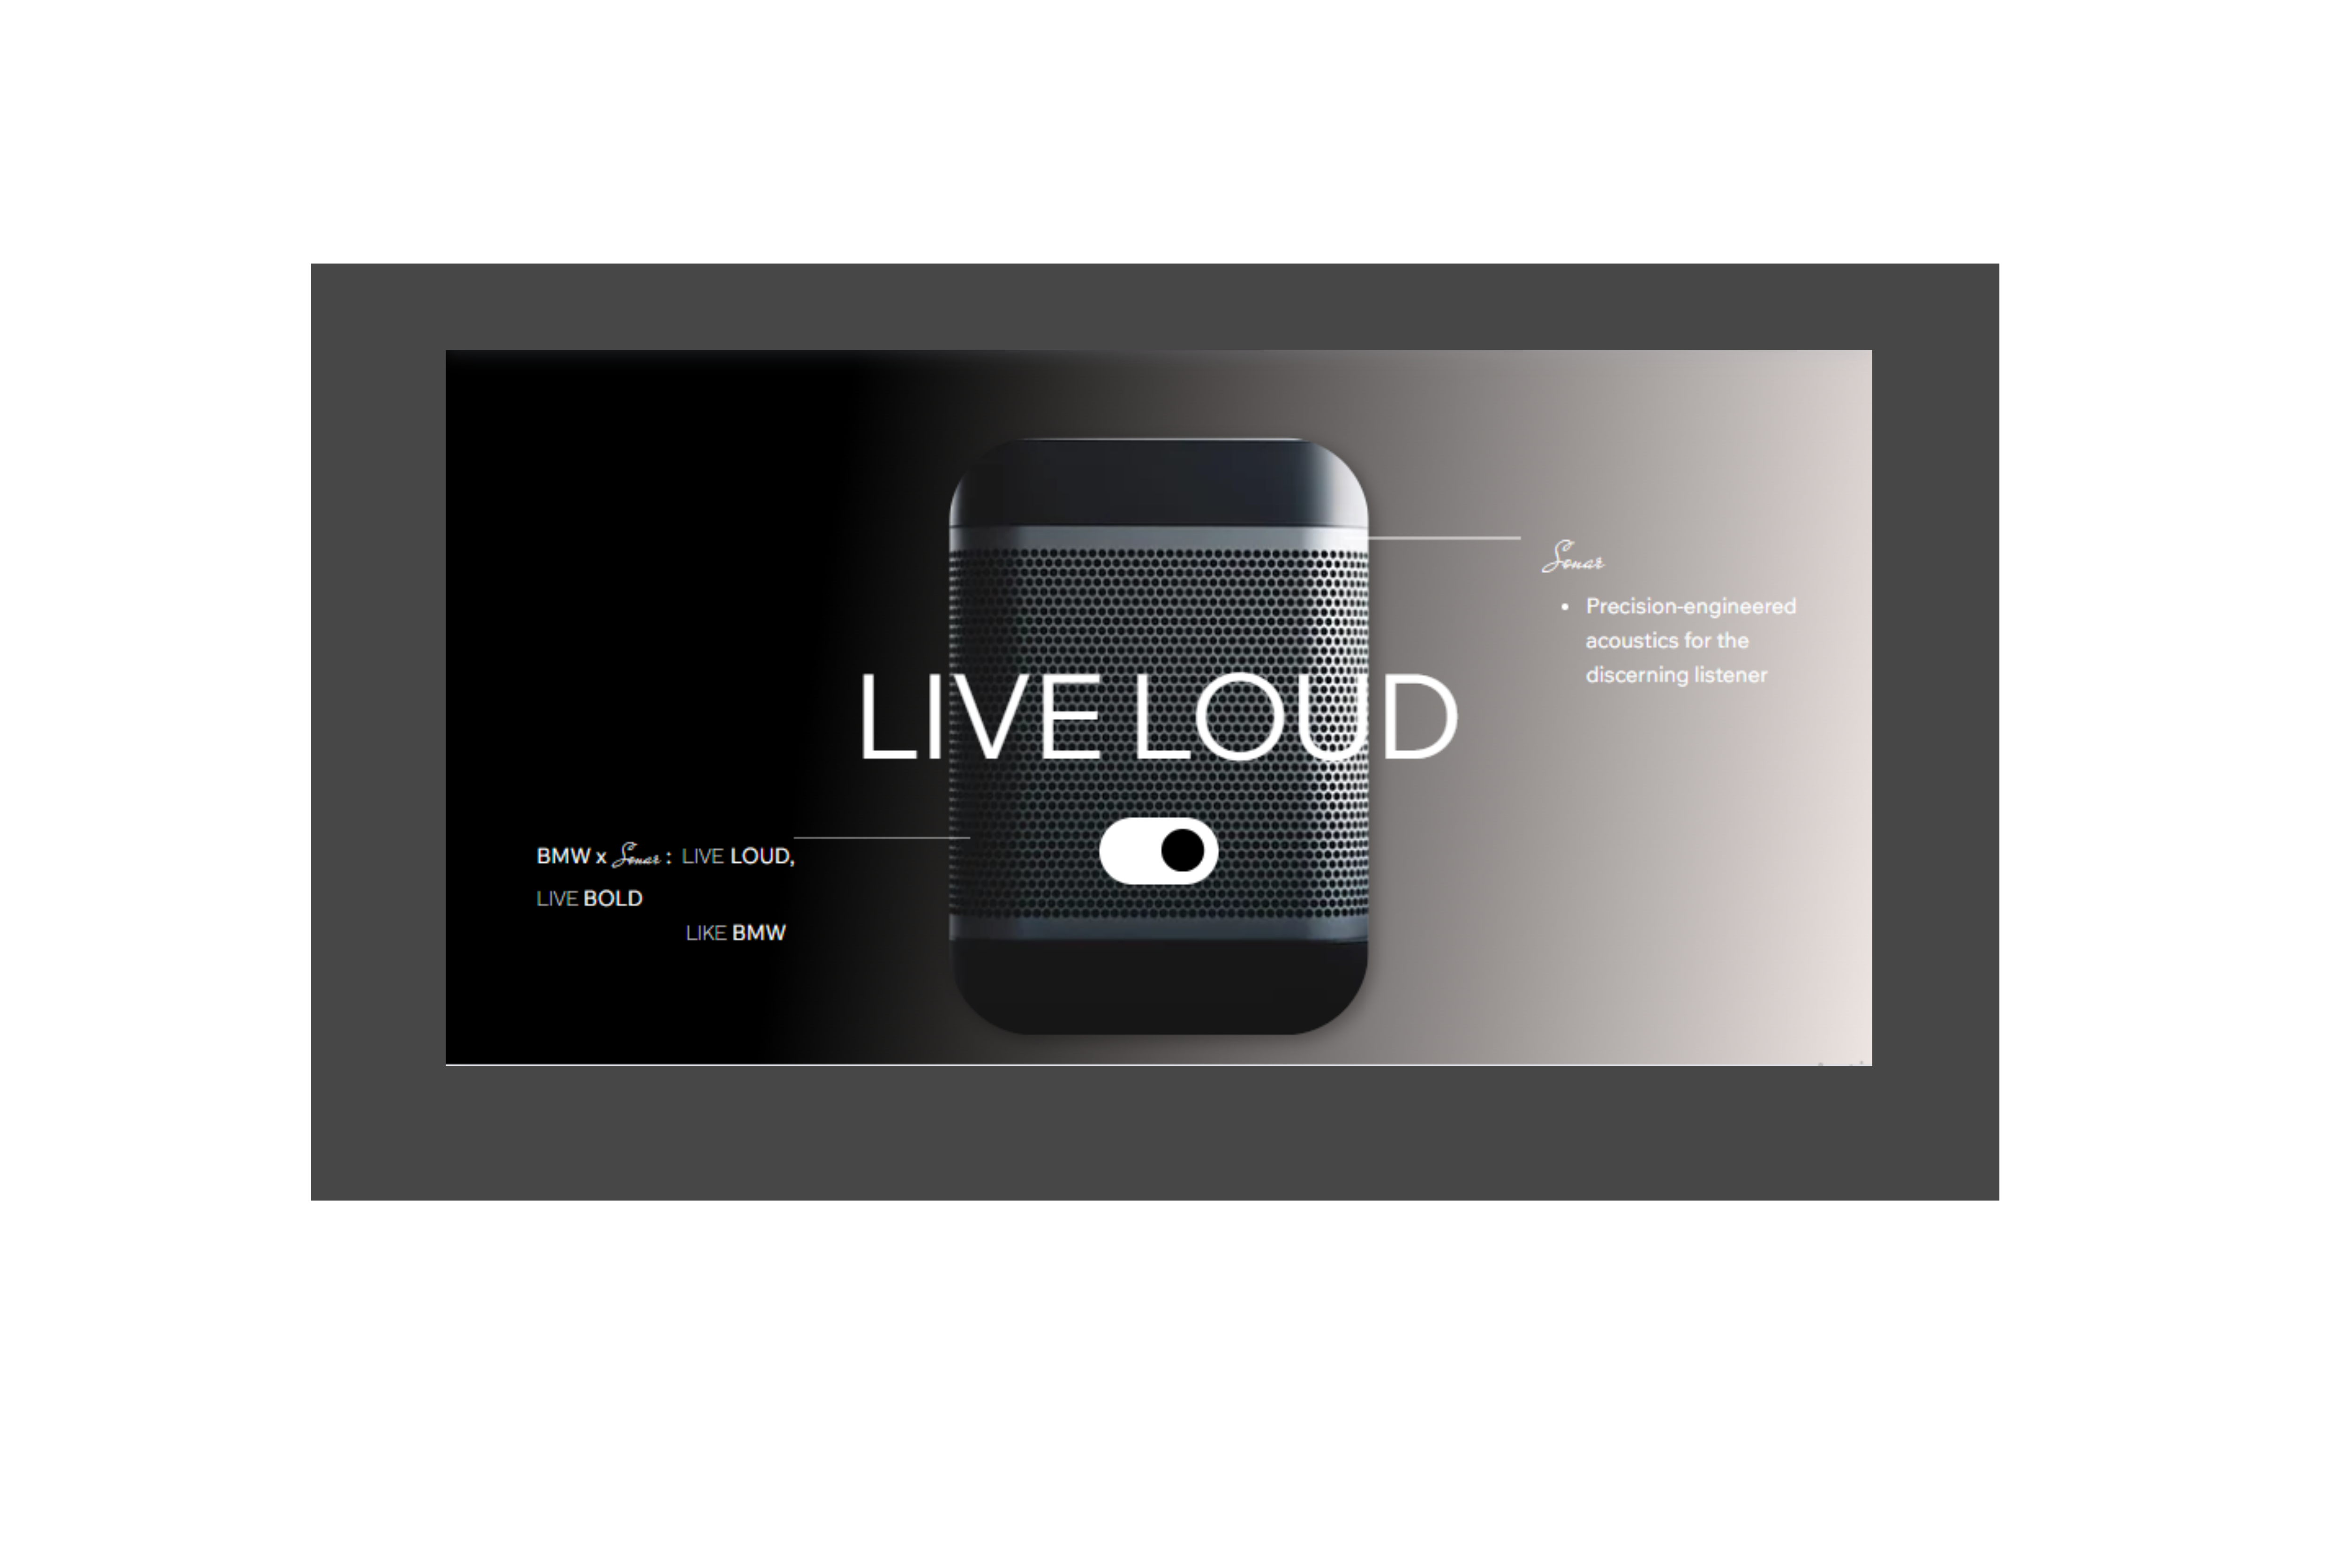 Sonar
• Precision-engineered
acoustics for the
discerning listener
LIVE LOUD
BMW x Sonar : LIVE LOUD,
LIVE BOLD
LIKE BMW